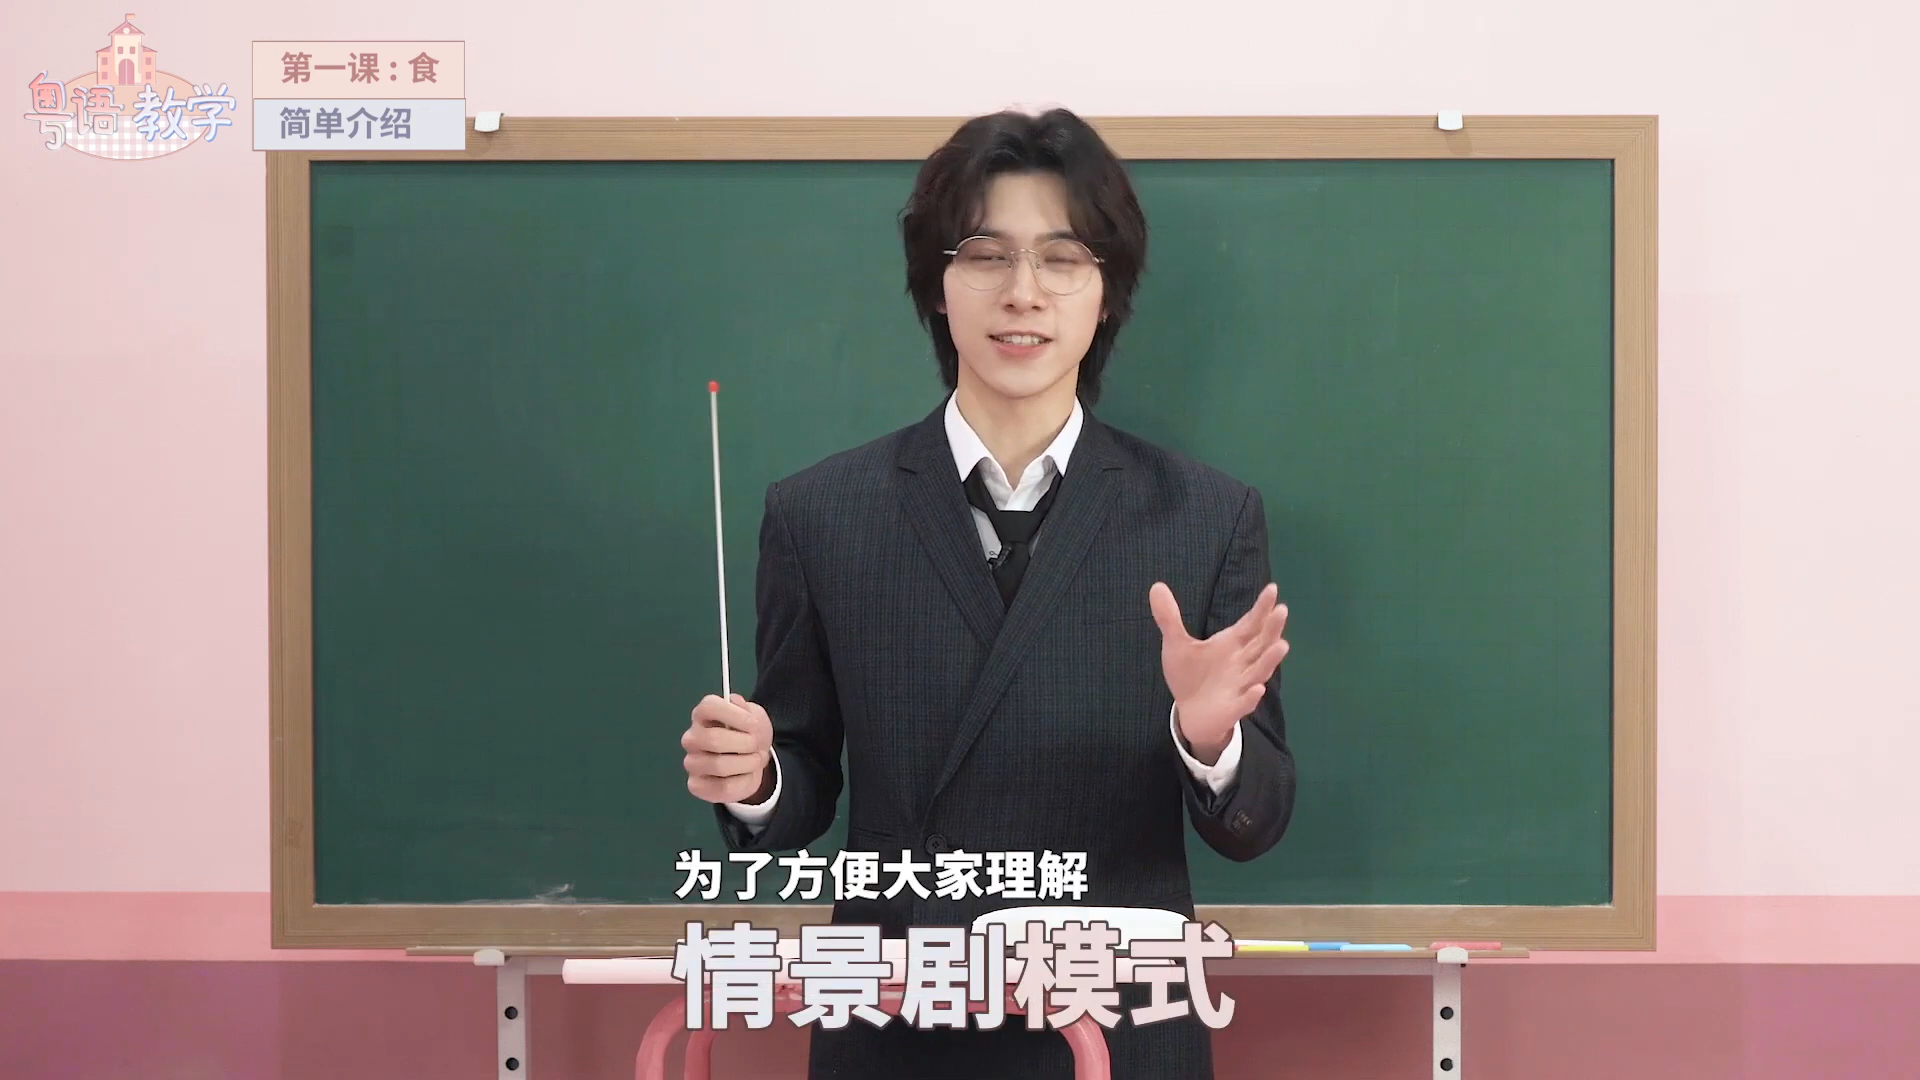 粤语教学
第一课：食
简单介绍
为了方便大家理解
情景剧模式